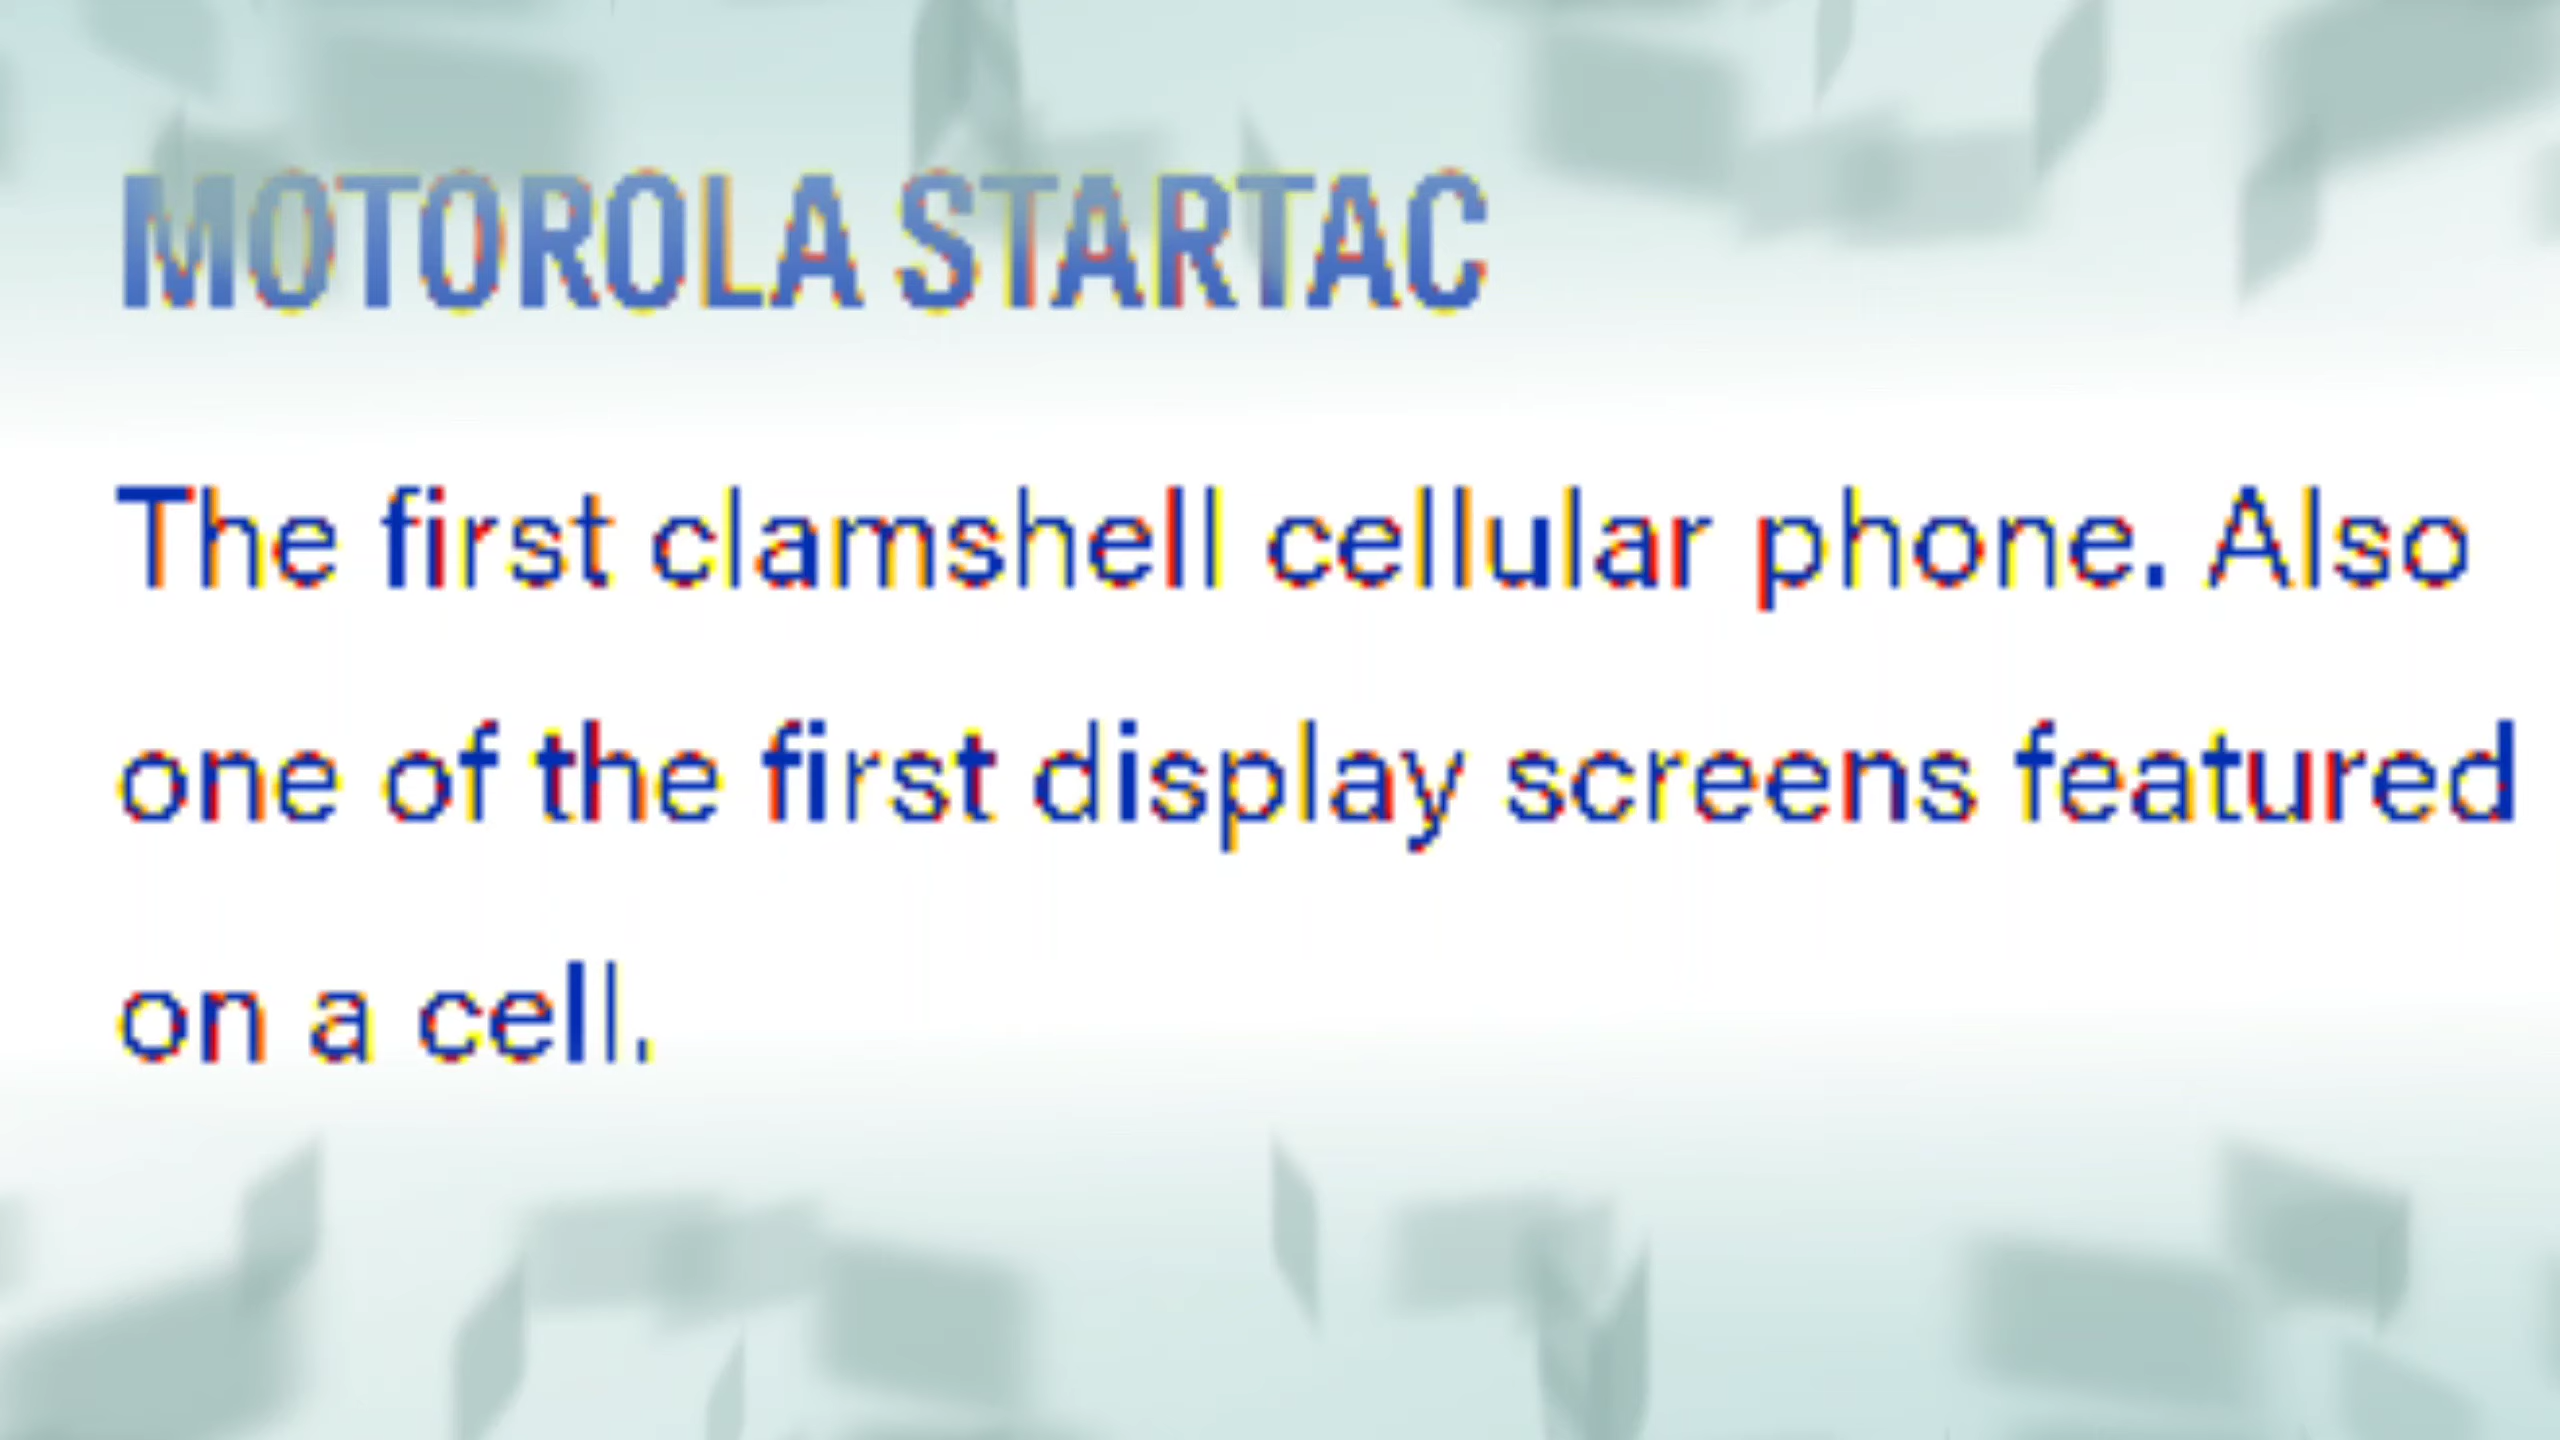 MOTOROLA STARTAC
The first clamshell cellular phone. Also
one of the first display screens featured
on a cell.